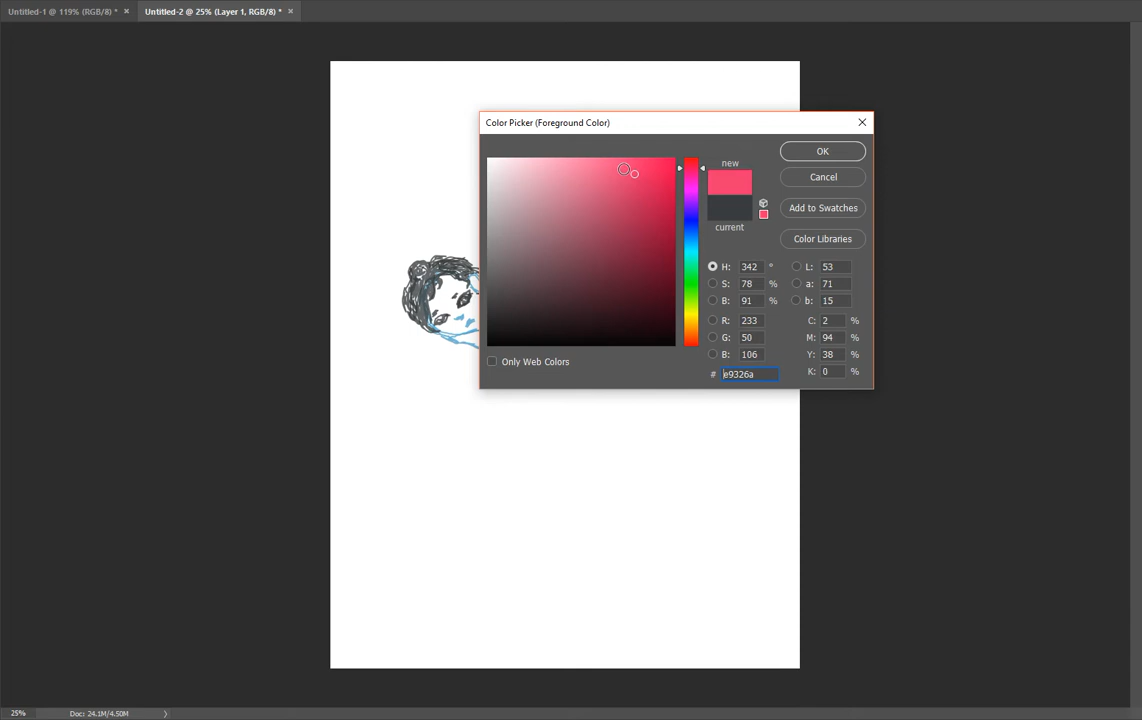 Untitled-1 @ 119% (RGB/8) * ×
Untitled-2 @ 25% (Layer 1, RGB/8) * ×
Color Picker (Foreground Color)
new
current
OK
Cancel
Add to Swatches
Color Libraries
H: 342 °
S: 78 %
B: 91 %
R: 233
G: 50
B: 106
# e9326a
L: 53
a: 71
b: 15
C: 2 %
M: 94 %
Y: 38 %
K: 0 %
Only Web Colors
25% Doc: 24.1M/4.50M